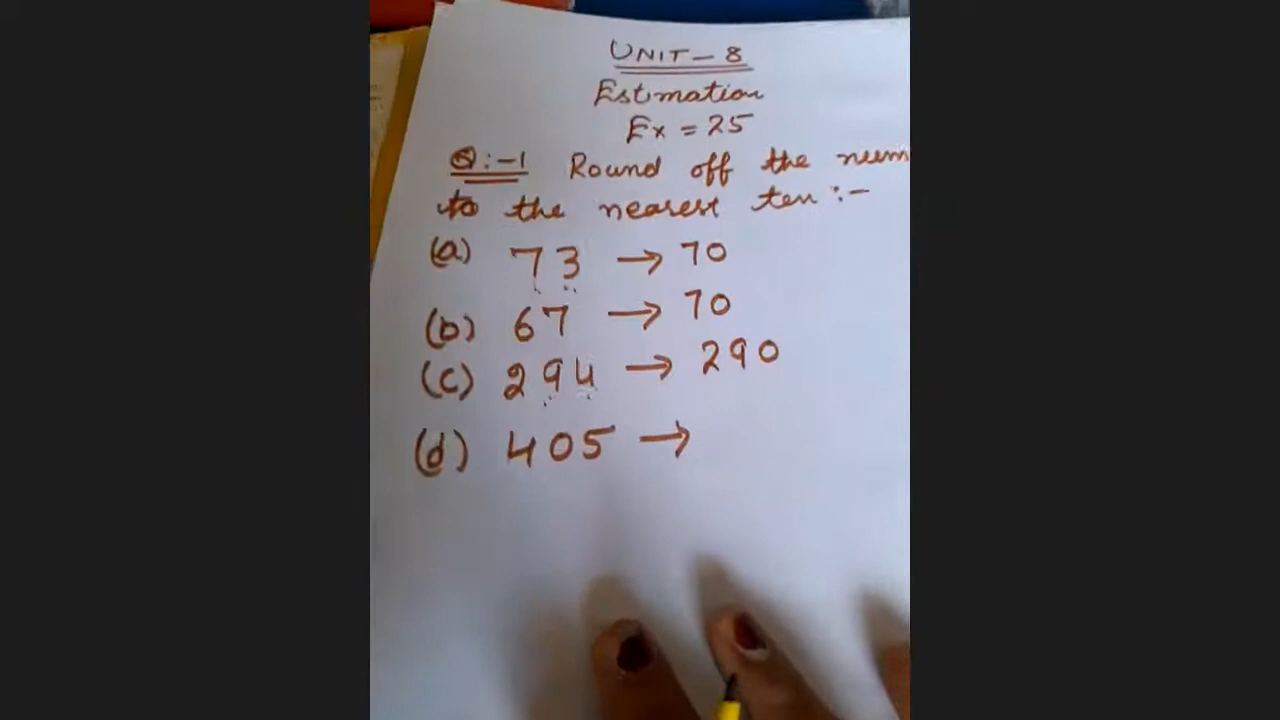 UNIT - 8
Estimation
Ex = 25
Q:-1 Round off the num
to the nearest ten :-
(a) 73 → 70
(b) 67 → 70
(c) 294 → 290
(d) 405 →